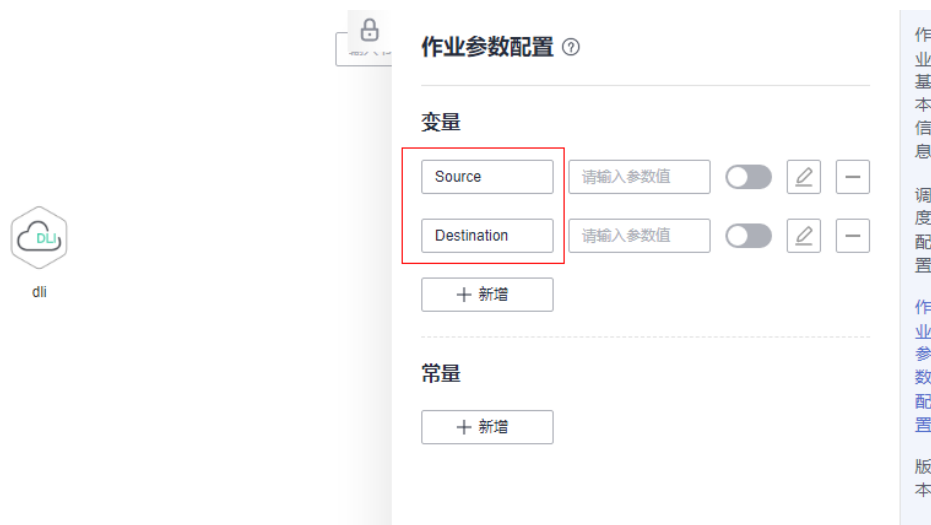 作业参数配置
变量
Source
请输入参数值
Destination
请输入参数值
新增
常量
新增
DLI
dli
作业基本信息
调度配置
作业参数配置
版本